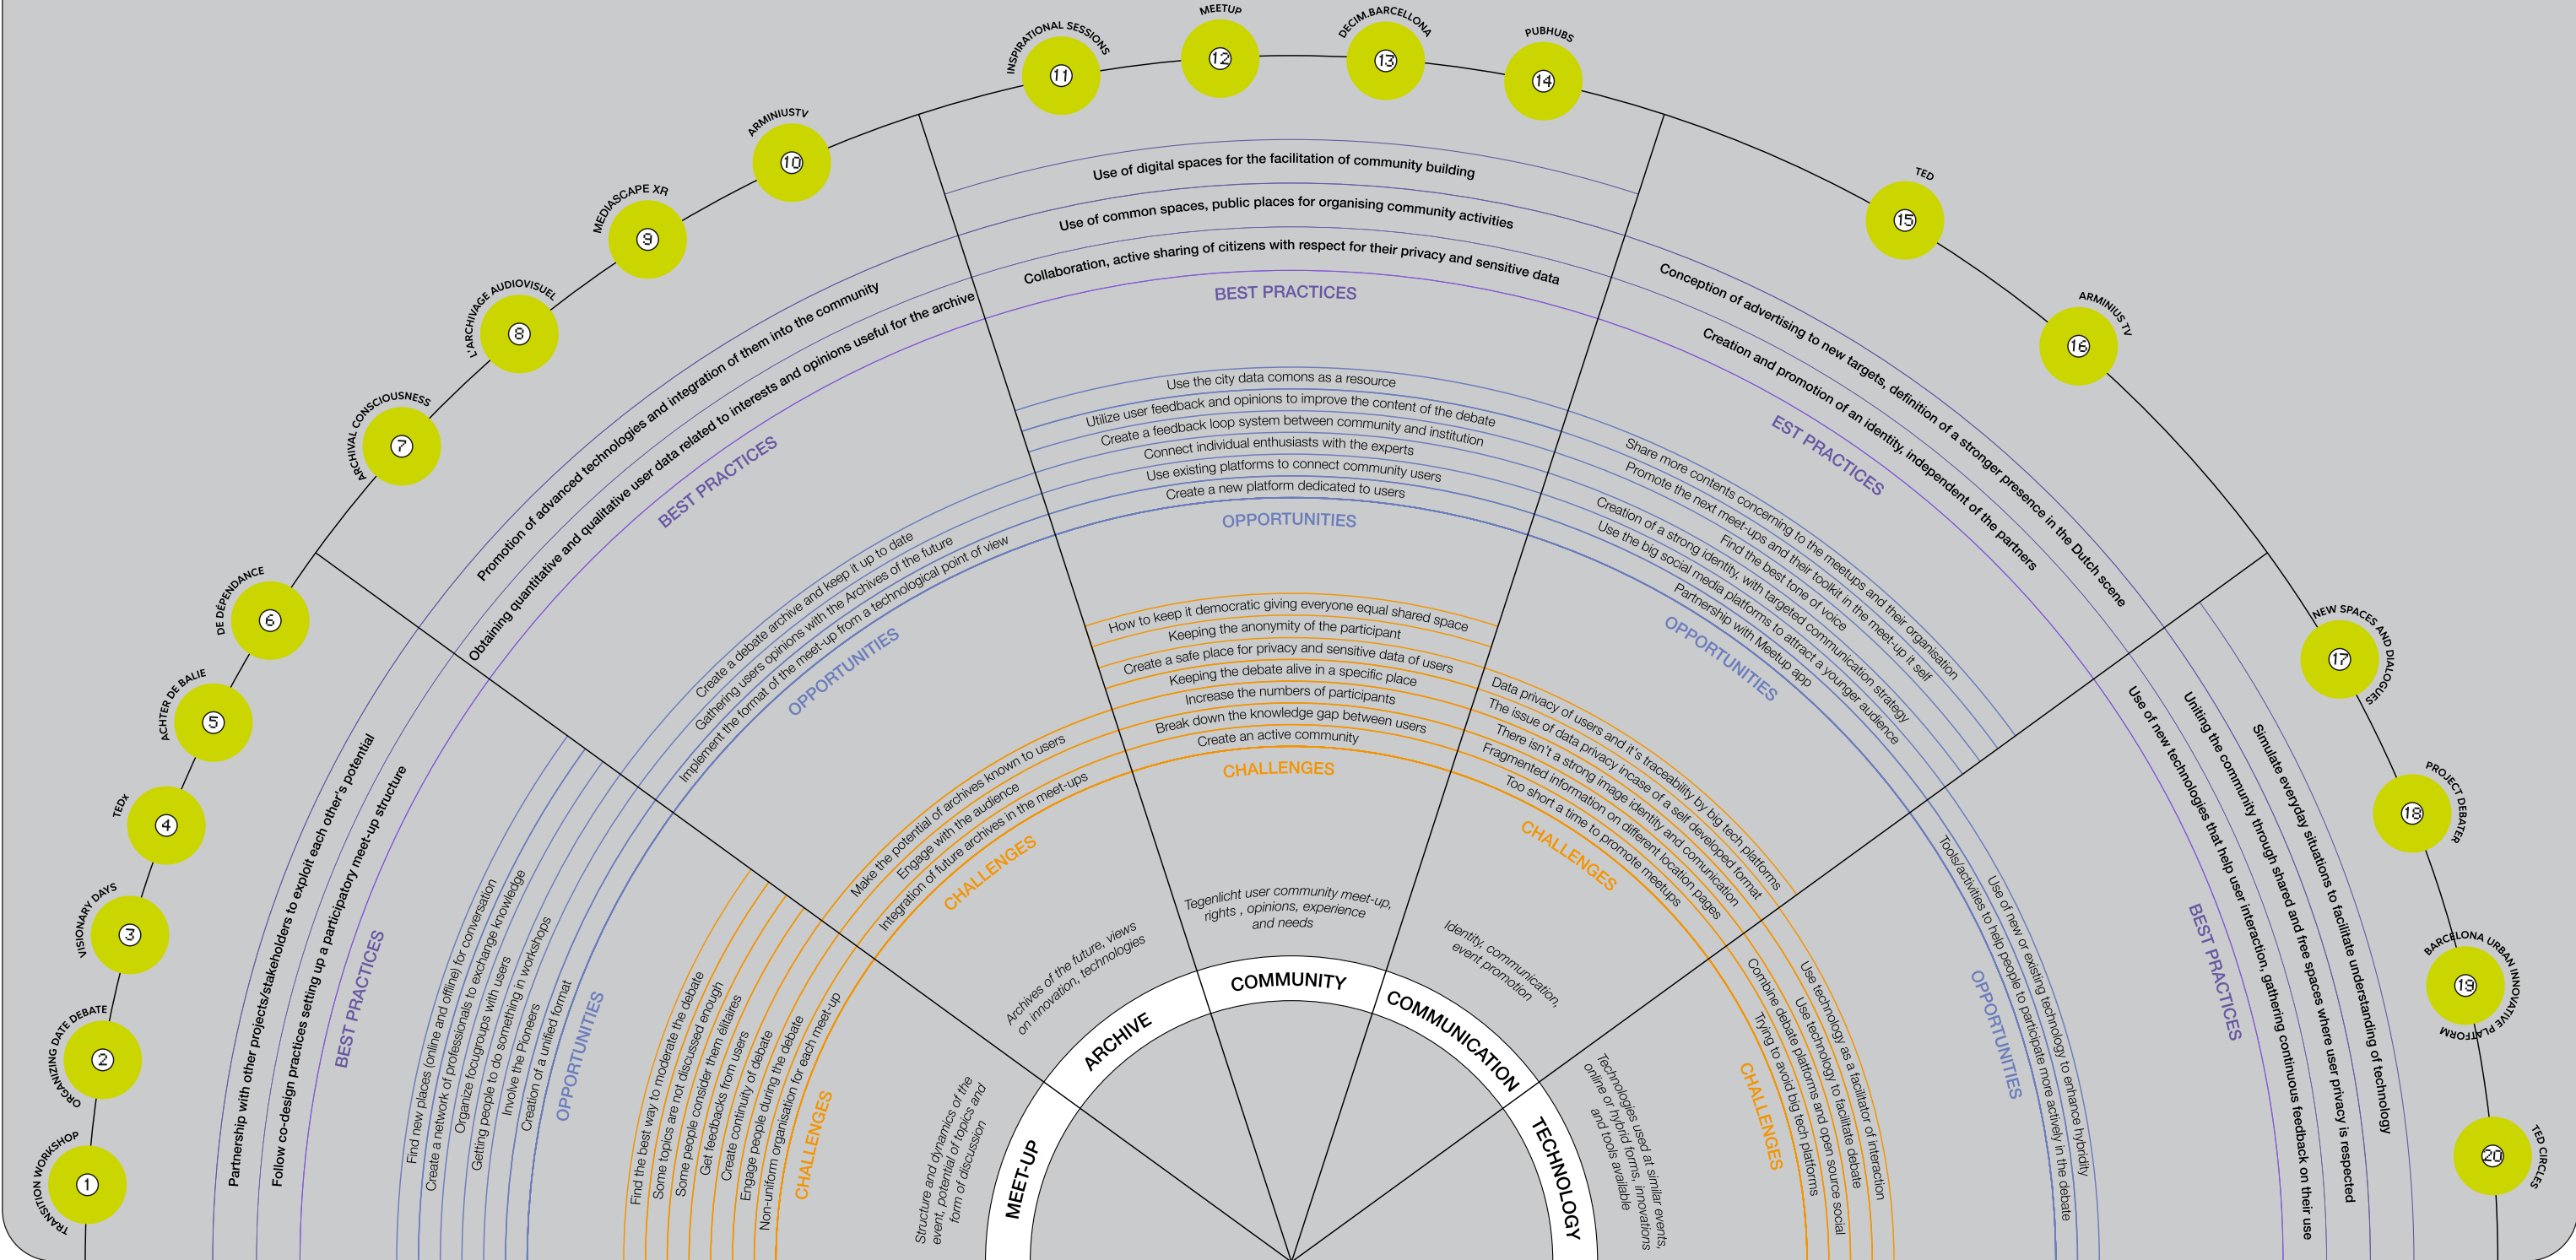 TRANSITION WORKSHOP
1
ORGANIZING DATE DEBATE
2
VISIONARY DAYS
3
TEDx
4
ACHTER DE BALIE
5
DE DÉPENDANCE
6
ARCHIVAL CONSCIOUSNESS
7
L'ARCHIVAGE AUDIOVISUEL
8
MEDIASCAPE XR
9
ARMINIUSTV
10
INSPIRATIONAL SESSIONS
11
MEETUP
12
DECIM.BARCELLONA
13
PUBHUBS
14
TED
15
ARMINIUS TV
16
NEW SPACES AND DIALOGUES
17
PROJECT DEBATER
18
BARCELONA URBAN INNOVATIVE PLATFORM
19
TED CIRCLES
20
Partnership with other projects/stakeholders to exploit each other's potential
Follow co-design practices setting up a participatory meet-up structure
BEST PRACTICES
Find new places (online and offline) for conversation
Create a network of professionals to exchange knowledge
Organize focugroups with users
Getting people to do something in workshops
Involve the Pioneers
Creation of a unified format
OPPORTUNITIES
Find the best way to moderate the debate
Some topics are not discussed enough
Some people consider them élitaires
Get feedbacks from users
Create continuity of debate
Engage people during the debate
Non-uniform organisation for each meet-up
CHALLENGES
Structure and dynamics of the
event, potential of topics and
form of discussion
MEET-UP
Promotion of advanced technologies and integration of them into the community
Obtaining quantitative and qualitative user data related to interests and opinions useful for the archive
BEST PRACTICES
Create a debate archive and keep it up to date
Gathering users opinions with the Archives of the future
Implement the format of the meet-up from a technological point of view
OPPORTUNITIES
Make the potential of archives known to users
Engage with the audience
Integration of future archives in the meet-ups
CHALLENGES
Archives of the future, views
on innovation, technologies
ARCHIVE
Use of digital spaces for the facilitation of community building
Use of common spaces, public places for organising community activities
Collaboration, active sharing of citizens with respect for their privacy and sensitive data
BEST PRACTICES
Use the city data comons as a resource
Utilize user feedback and opinions to improve the content of the debate
Create a feedback loop system between community and institution
Connect individual enthusiasts with the experts
Use existing platforms to connect community users
Create a new platform dedicated to users
OPPORTUNITIES
How to keep it democratic giving everyone equal shared space
Keeping the anonymity of the participant
Create a safe place for privacy and sensitive data of users
Keeping the debate alive in a specific place
Increase the numbers of participants
Break down the knowledge gap between users
Create an active community
CHALLENGES
Tegenlicht user community meet-up,
rights , opinions, experience
and needs
COMMUNITY
Conception of advertising to new targets, definition of a stronger presence in the Dutch scene
Creation and promotion of an identity, independent of the partners
EST PRACTICES
Share more contents concerning to the meetups and their organisation
Promote the next meet-ups and their toolkit in the meet-up it self
Find the best tone of voice
Creation of a strong identity, with targeted communication strategy
Use the big social media platforms to attract a younger audience
Partnership with Meetup app
OPPORTUNITIES
Data privacy of users and it's traceability by big tech platforms
The issue of data privacy incase of a self developed format
There isn't a strong image identity and comunication
Fragmented information on different location pages
Too short a time to promote meetups
CHALLENGES
Identity, communication,
event promotion
COMMUNICATION
Simulate everyday situations to facilitate understanding of technology
Uniting the community through shared and free spaces where user privacy is respected
Use of new technologies that help user interaction, gathering continuous feedback on their use
BEST PRACTICES
Use of new or existing technology to enhance hybridity
Tools/activities to help people to participate more actively in the debate
OPPORTUNITIES
Use technology as a facilitator of interaction
Use technology to facilitate debate
Combine debate platforms and open source social
Trying to avoid big tech platforms
CHALLENGES
Technologies used at similar events,
online or hybrid forms, innovations
and tools available
TECHNOLOGY